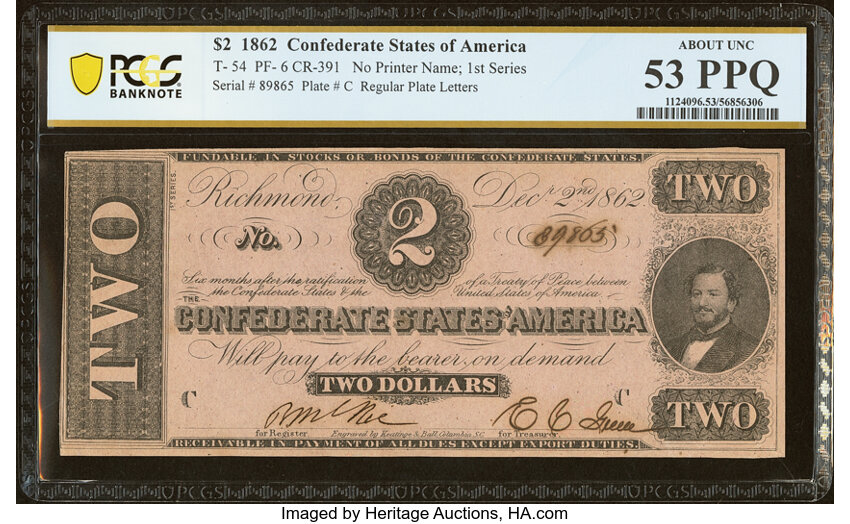 $2 1862 Confederate States of America
T- 54 PF- 6 CR-391 No Printer Name; 1st Series
Serial # 89865 Plate # C Regular Plate Letters
PCGS
BANKNOTE
ABOUT UNC
53 PPQ
1124096.53/56856306
FUNDABLE IN STOCKS OR BONDS OF THE CONFEDERATE STATES.
1ST SERIES.
TWO
Richmond, Decr. 2nd 1862
TWO
2
No. 89865
Six months after the ratification of a Treaty of Peace between
the Confederate States & the United States of America
THE
CONFEDERATE STATES AMERICA
Will pay to the bearer on demand
TWO DOLLARS
C C
TWO
for Register Engraved by Keatinge & Ball, Columbia, S.C. for Treasurer
RECEIVABLE IN PAYMENT OF ALL DUES EXCEPT EXPORT DUTIES.
Imaged by Heritage Auctions, HA.com